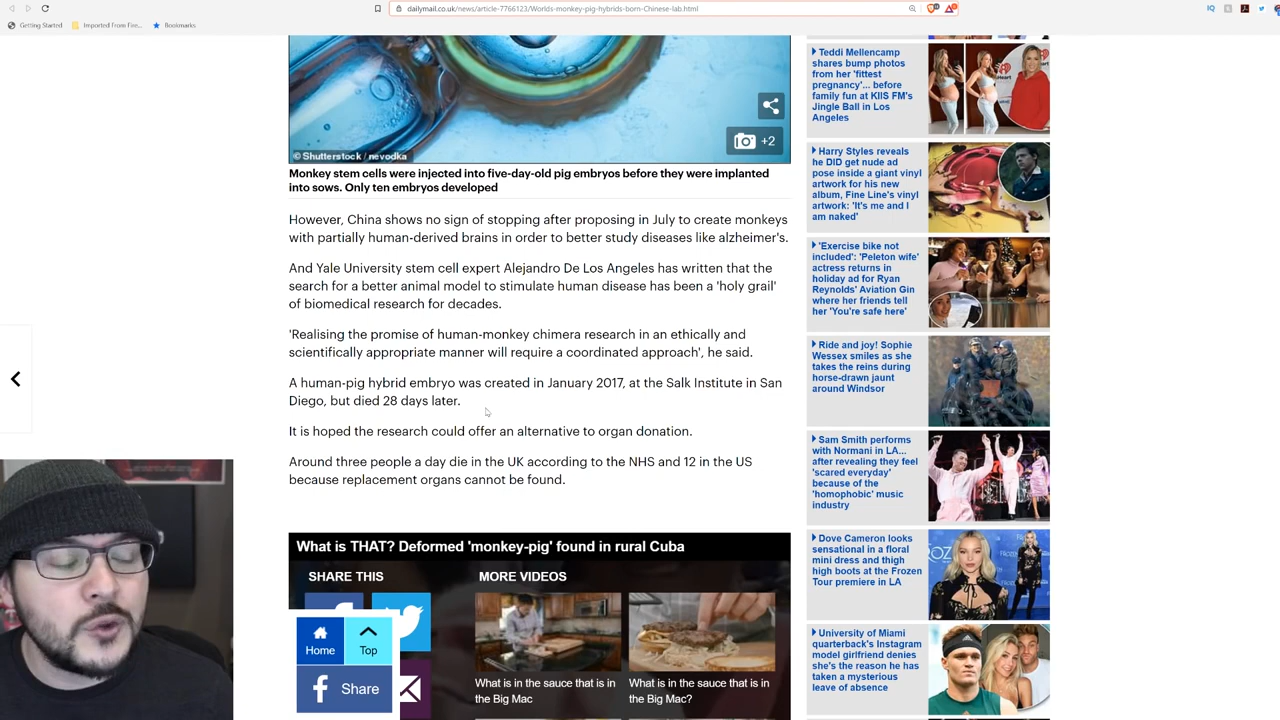 dailymail.co.uk/news/article-7766123/Worlds-monkey-pig-hybrids-born-Chinese-lab.html
IQ
Getting Started
Imported From Fire...
Bookmarks
+2
© Shutterstock / nevodka
Monkey stem cells were injected into five-day-old pig embryos before they were implanted
into sows. Only ten embryos developed
However, China shows no sign of stopping after proposing in July to create monkeys
with partially human-derived brains in order to better study diseases like alzheimer's.
And Yale University stem cell expert Alejandro De Los Angeles has written that the
search for a better animal model to stimulate human disease has been a 'holy grail'
of biomedical research for decades.
'Realising the promise of human-monkey chimera research in an ethically and
scientifically appropriate manner will require a coordinated approach', he said.
A human-pig hybrid embryo was created in January 2017, at the Salk Institute in San
Diego, but died 28 days later.
It is hoped the research could offer an alternative to organ donation.
Around three people a day die in the UK according to the NHS and 12 in the US
because replacement organs cannot be found.
What is THAT? Deformed 'monkey-pig' found in rural Cuba
SHARE THIS
MORE VIDEOS
Home
Top
Share
What is in the sauce that is in
the Big Mac
What is in the sauce that is in
the Big Mac?
Teddi Mellencamp
shares bump photos
from her 'fittest
pregnancy'... before
family fun at KIIS FM's
Jingle Ball in Los
Angeles
Harry Styles reveals
he DID get nude ad
pose inside a giant vinyl
artwork for his new
album, Fine Line's vinyl
artwork: 'It's me and I
am naked'
'Exercise bike not
included': 'Peleton wife'
actress returns in
holiday ad for Ryan
Reynolds' Aviation Gin
where her friends tell
her 'You're safe here'
Ride and joy! Sophie
Wessex smiles as she
takes the reins during
horse-drawn jaunt
around Windsor
Sam Smith performs
with Normani in LA...
after revealing they feel
'scared everyday'
because of the
'homophobic' music
industry
Dove Cameron looks
sensational in a floral
mini dress and thigh
high boots at the Frozen
Tour premiere in LA
University of Miami
quarterback's Instagram
model girlfriend denies
she's the reason he has
taken a mysterious
leave of absence